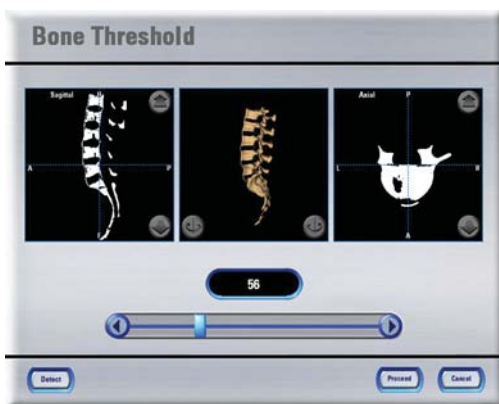 Bone Threshold
Sagittal
A
P
Axial
P
L
R
A
56
Detect
Proceed
Cancel